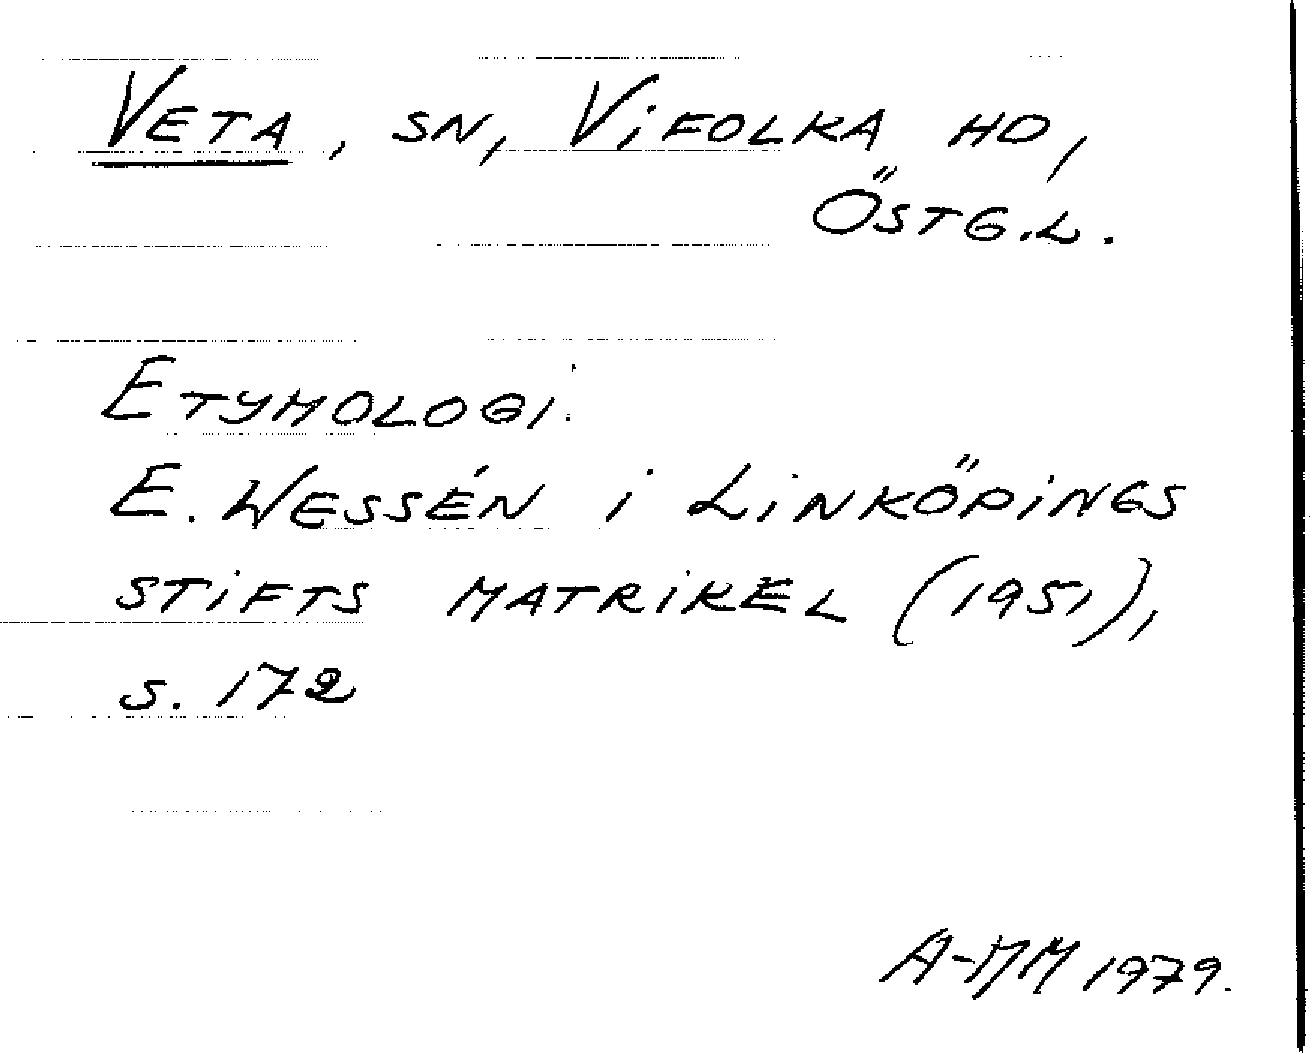 Veta, sn, Vifolka hd,
Östg.l.
Etymologi:
E. Wessén i Linköpings
stifts matrikel (1951),
s. 172
A-MM 1979.